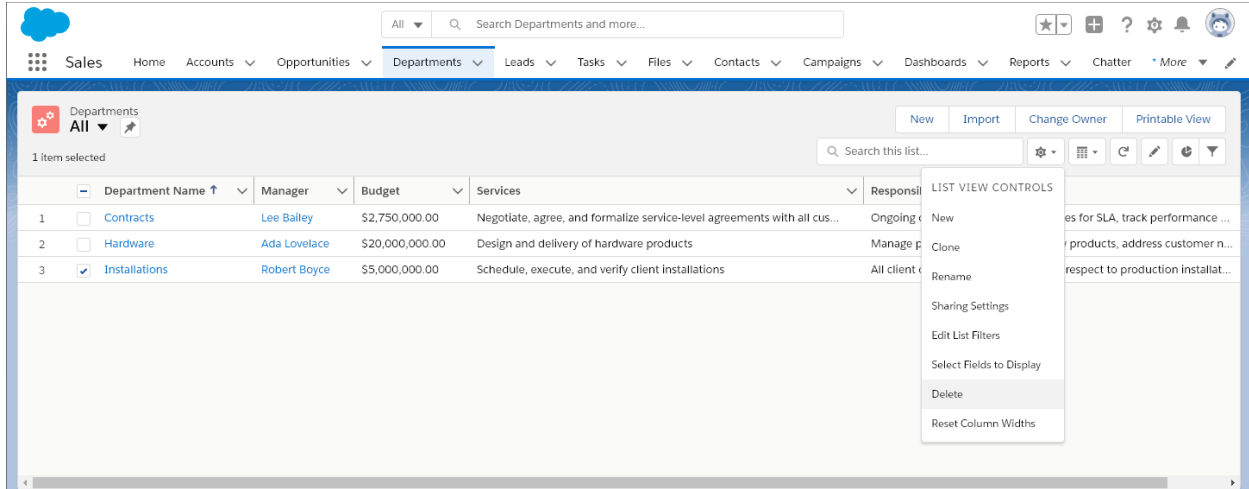 All Search Departments and more...
Sales Home Accounts Opportunities Departments Leads Tasks Files Contacts Campaigns Dashboards Reports Chatter * More
Departments
All
New Import Change Owner Printable View
1 item selected
Search this list...
Department Name ↑ Manager Budget Services
1 Contracts Lee Bailey $2,750,000.00 Negotiate, agree, and formalize service-level agreements with all cus... Ongoing for SLA, track performance ...
2 Hardware Ada Lovelace $20,000,000.00 Design and delivery of hardware products Manage products, address customer n...
3 Installations Robert Boyce $5,000,000.00 Schedule, execute, and verify client installations All client respect to production installat...
LIST VIEW CONTROLS
New
Clone
Rename
Sharing Settings
Edit List Filters
Select Fields to Display
Delete
Reset Column Widths